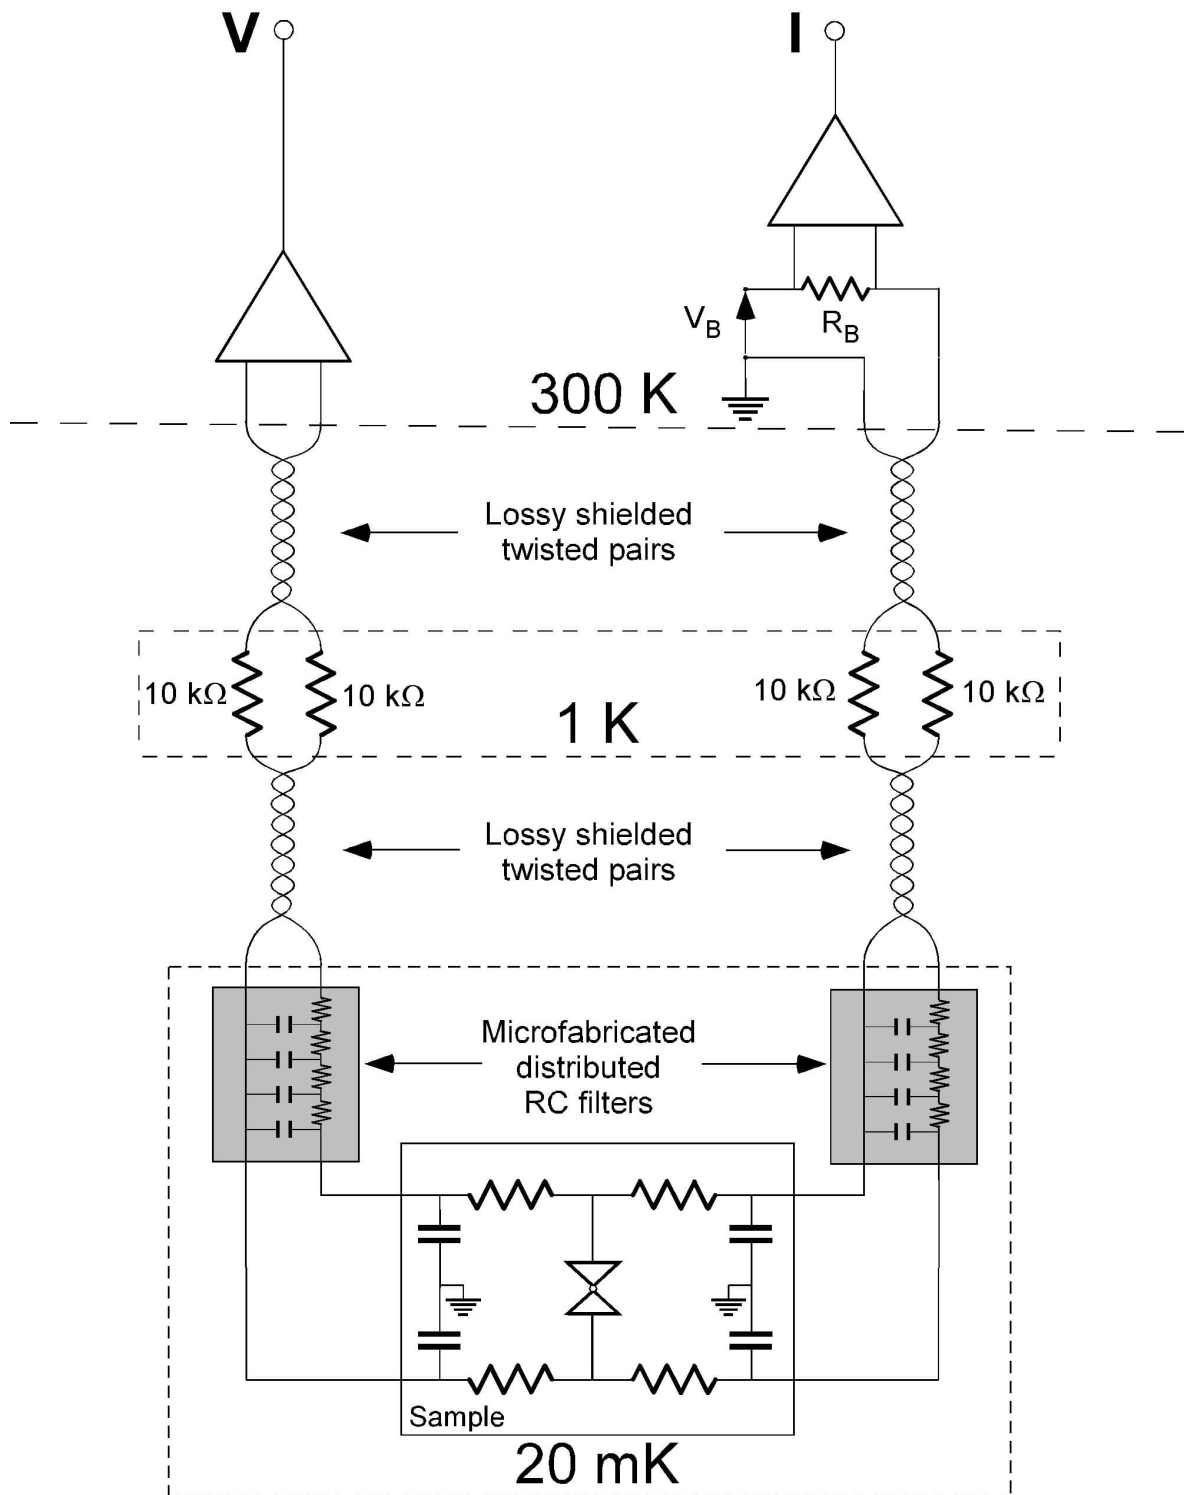 V
I
V_B
R_B
300 K
Lossy shielded
twisted pairs
10 kΩ
10 kΩ
10 kΩ
10 kΩ
1 K
Lossy shielded
twisted pairs
Microfabricated
distributed
RC filters
Sample
20 mK